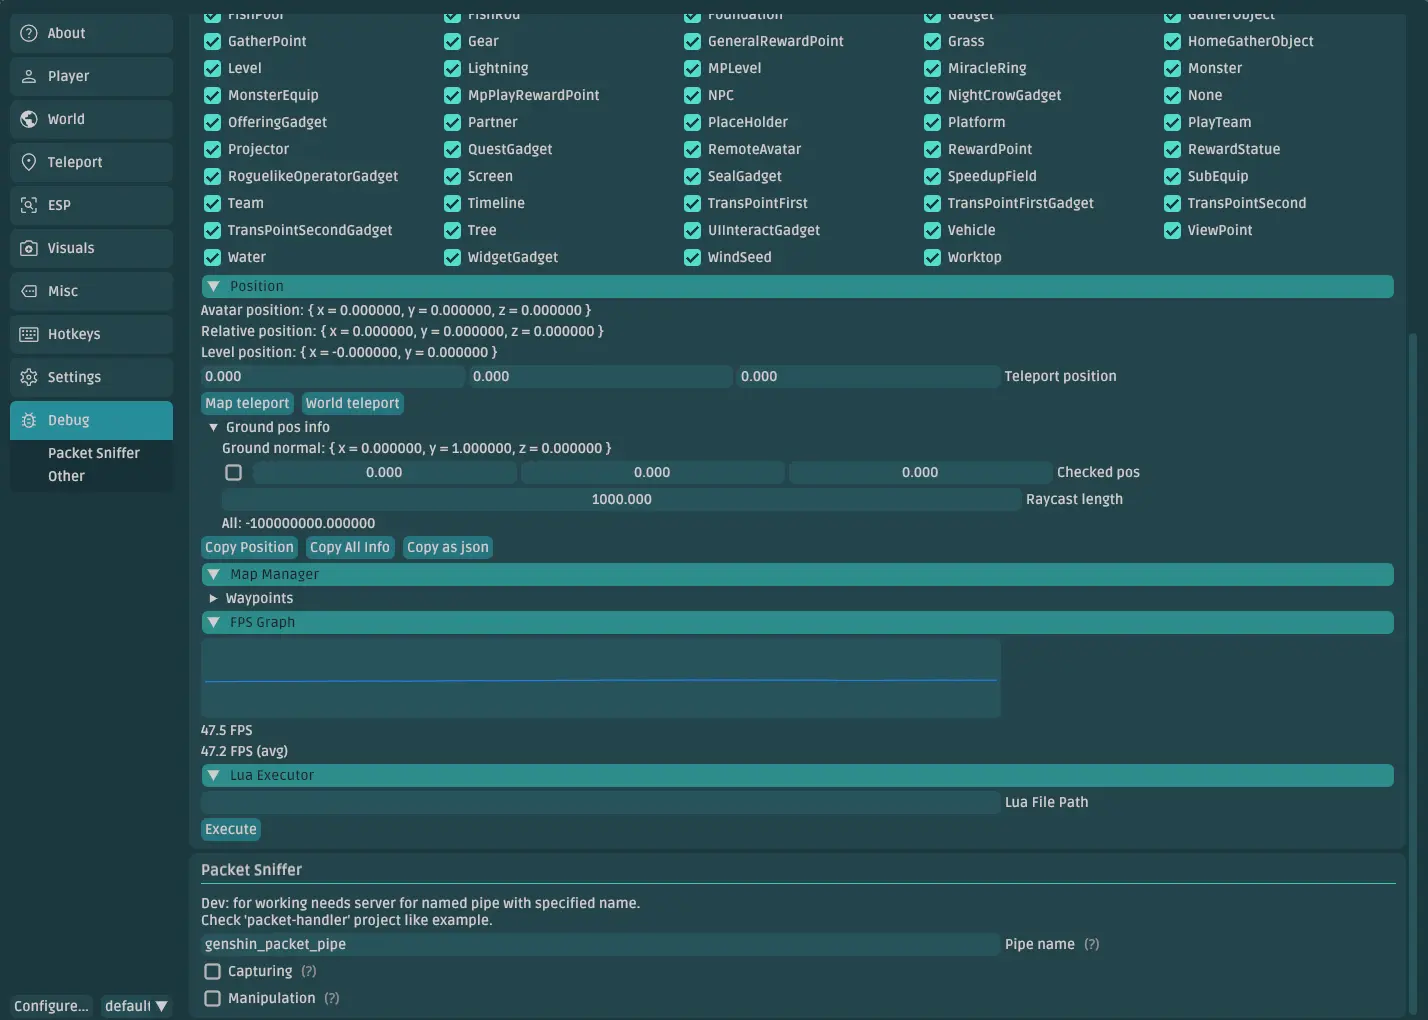 About
Player
World
Teleport
ESP
Visuals
Misc
Hotkeys
Settings
Debug
Packet Sniffer
Other
Configure...
default
FishPool FishRod Foundation Gadget GatherObject
GatherPoint Gear GeneralRewardPoint Grass HomeGatherObject
Level Lightning MPLevel MiracleRing Monster
MonsterEquip MpPlayRewardPoint NPC NightCrowGadget None
OfferingGadget Partner PlaceHolder Platform PlayTeam
Projector QuestGadget RemoteAvatar RewardPoint RewardStatue
RoguelikeOperatorGadget Screen SealGadget SpeedupField SubEquip
Team Timeline TransPointFirst TransPointFirstGadget TransPointSecond
TransPointSecondGadget Tree UIInteractGadget Vehicle ViewPoint
Water WidgetGadget WindSeed Worktop
Position
Avatar position: { x = 0.000000, y = 0.000000, z = 0.000000 }
Relative position: { x = 0.000000, y = 0.000000, z = 0.000000 }
Level position: { x = -0.000000, y = 0.000000 }
0.000 0.000 0.000 Teleport position
Map teleport World teleport
Ground pos info
Ground normal: { x = 0.000000, y = 1.000000, z = 0.000000 }
0.000 0.000 0.000 Checked pos
1000.000 Raycast length
All: -100000000.000000
Copy Position Copy All Info Copy as json
Map Manager
Waypoints
FPS Graph
47.5 FPS
47.2 FPS (avg)
Lua Executor
Lua File Path
Execute
Packet Sniffer
Dev: for working needs server for named pipe with specified name.
Check 'packet-handler' project like example.
genshin_packet_pipe Pipe name (?)
Capturing (?)
Manipulation (?)